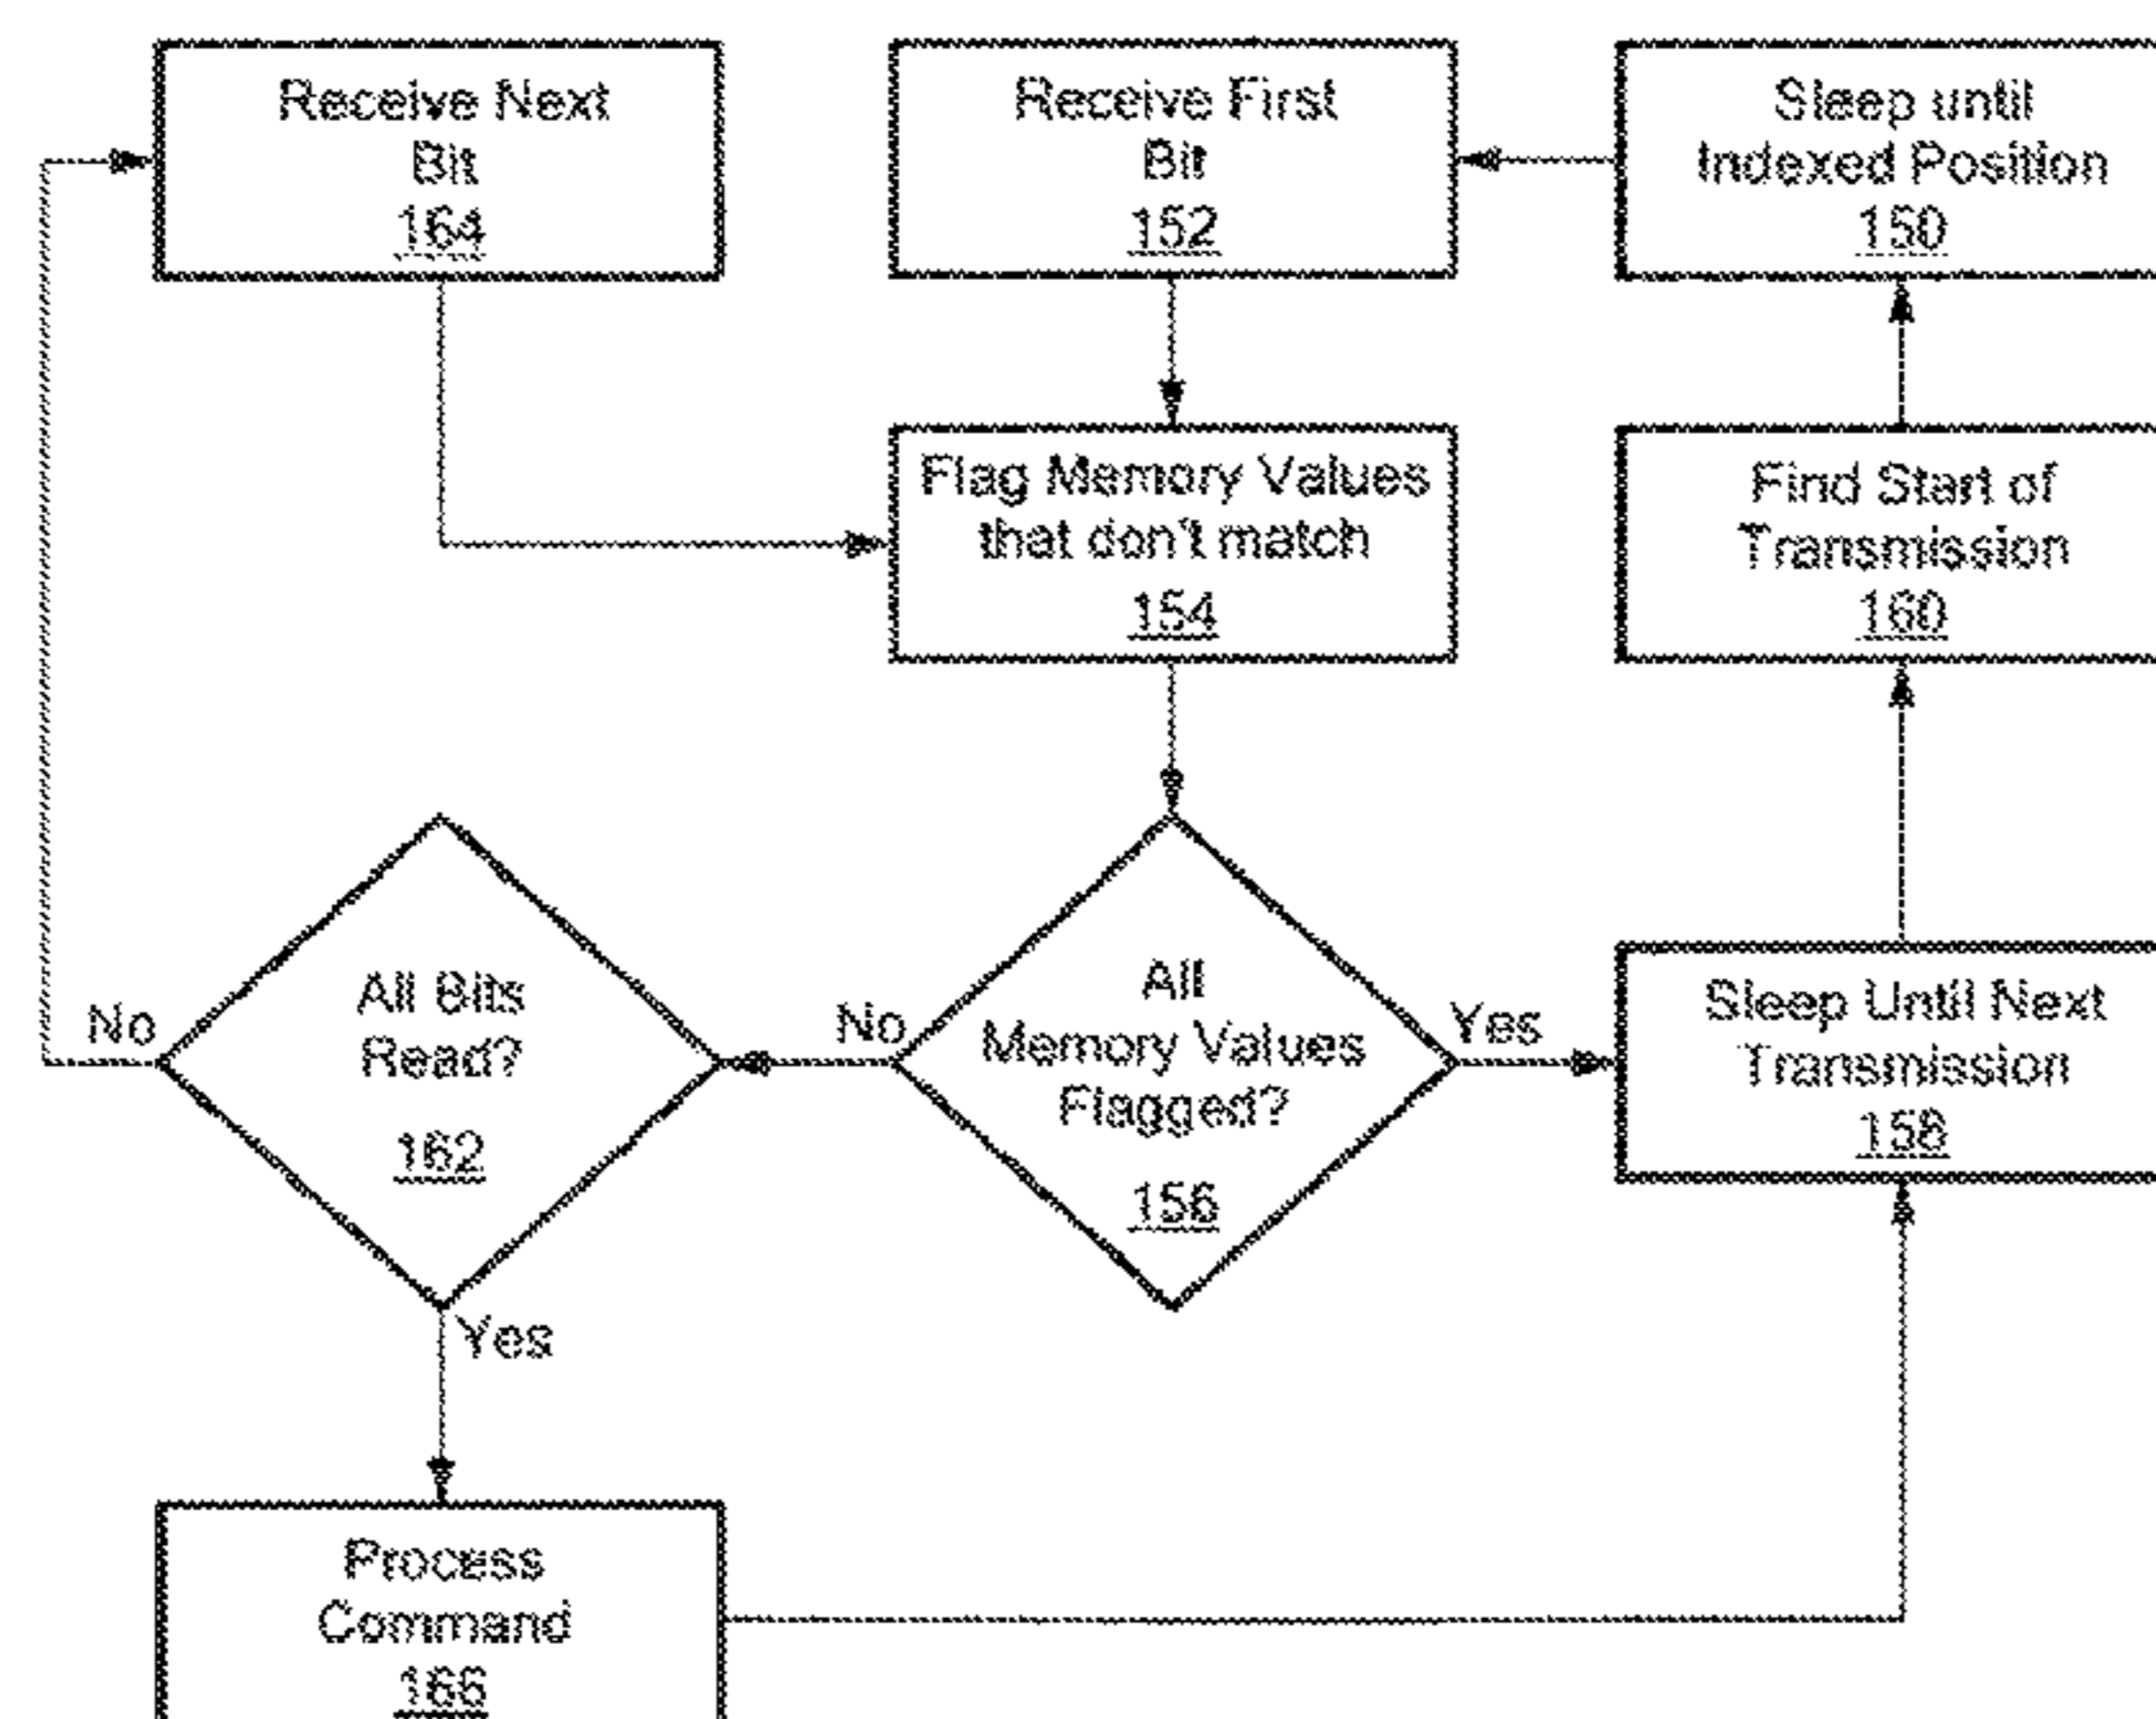 Receive Next
Bit
164
Receive First
Bit
152
Sleep until
Indexed Position
150
Flag Memory Values
that don't match
154
Find Start of
Transmission
160
All Bits
Read?
162
No
Yes
All
Memory Values
Flagged?
156
No
Yes
Sleep Until Next
Transmission
158
Process
Command
166